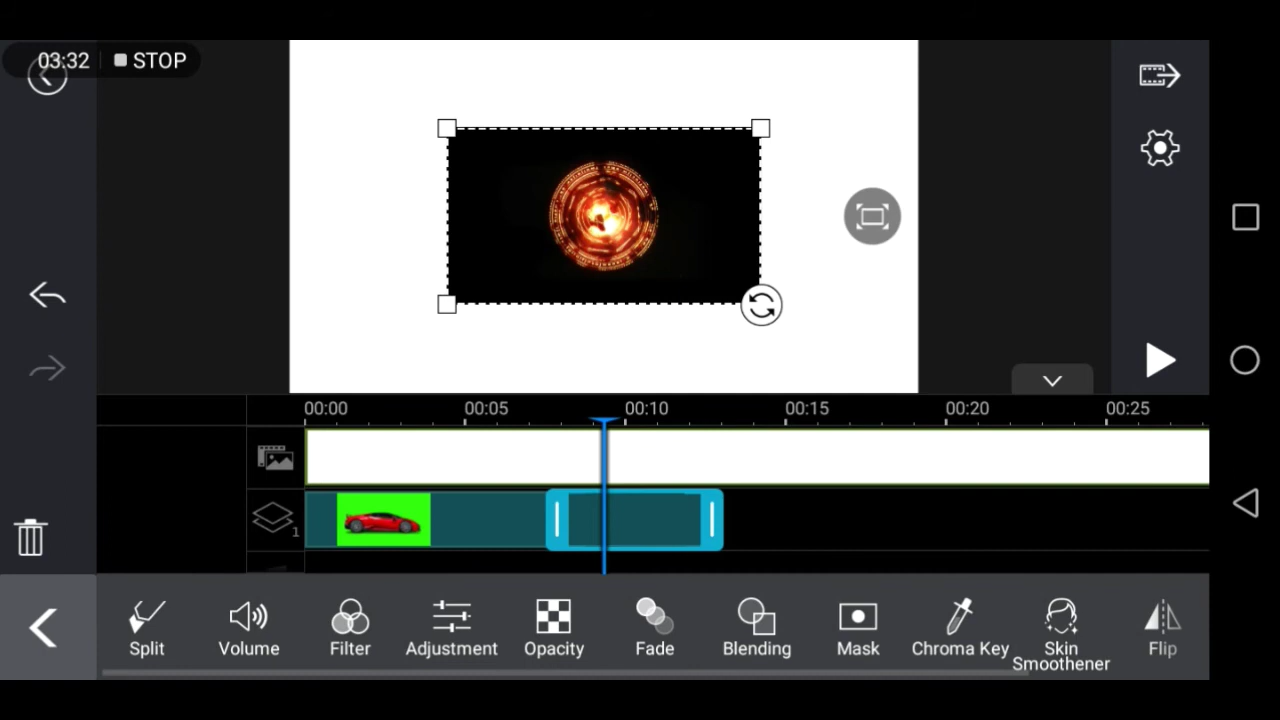 03:32 STOP
00:00 00:05 00:10 00:15 00:20 00:25
1
Split Volume Filter Adjustment Opacity Fade Blending Mask Chroma Key Skin Smoothener Flip